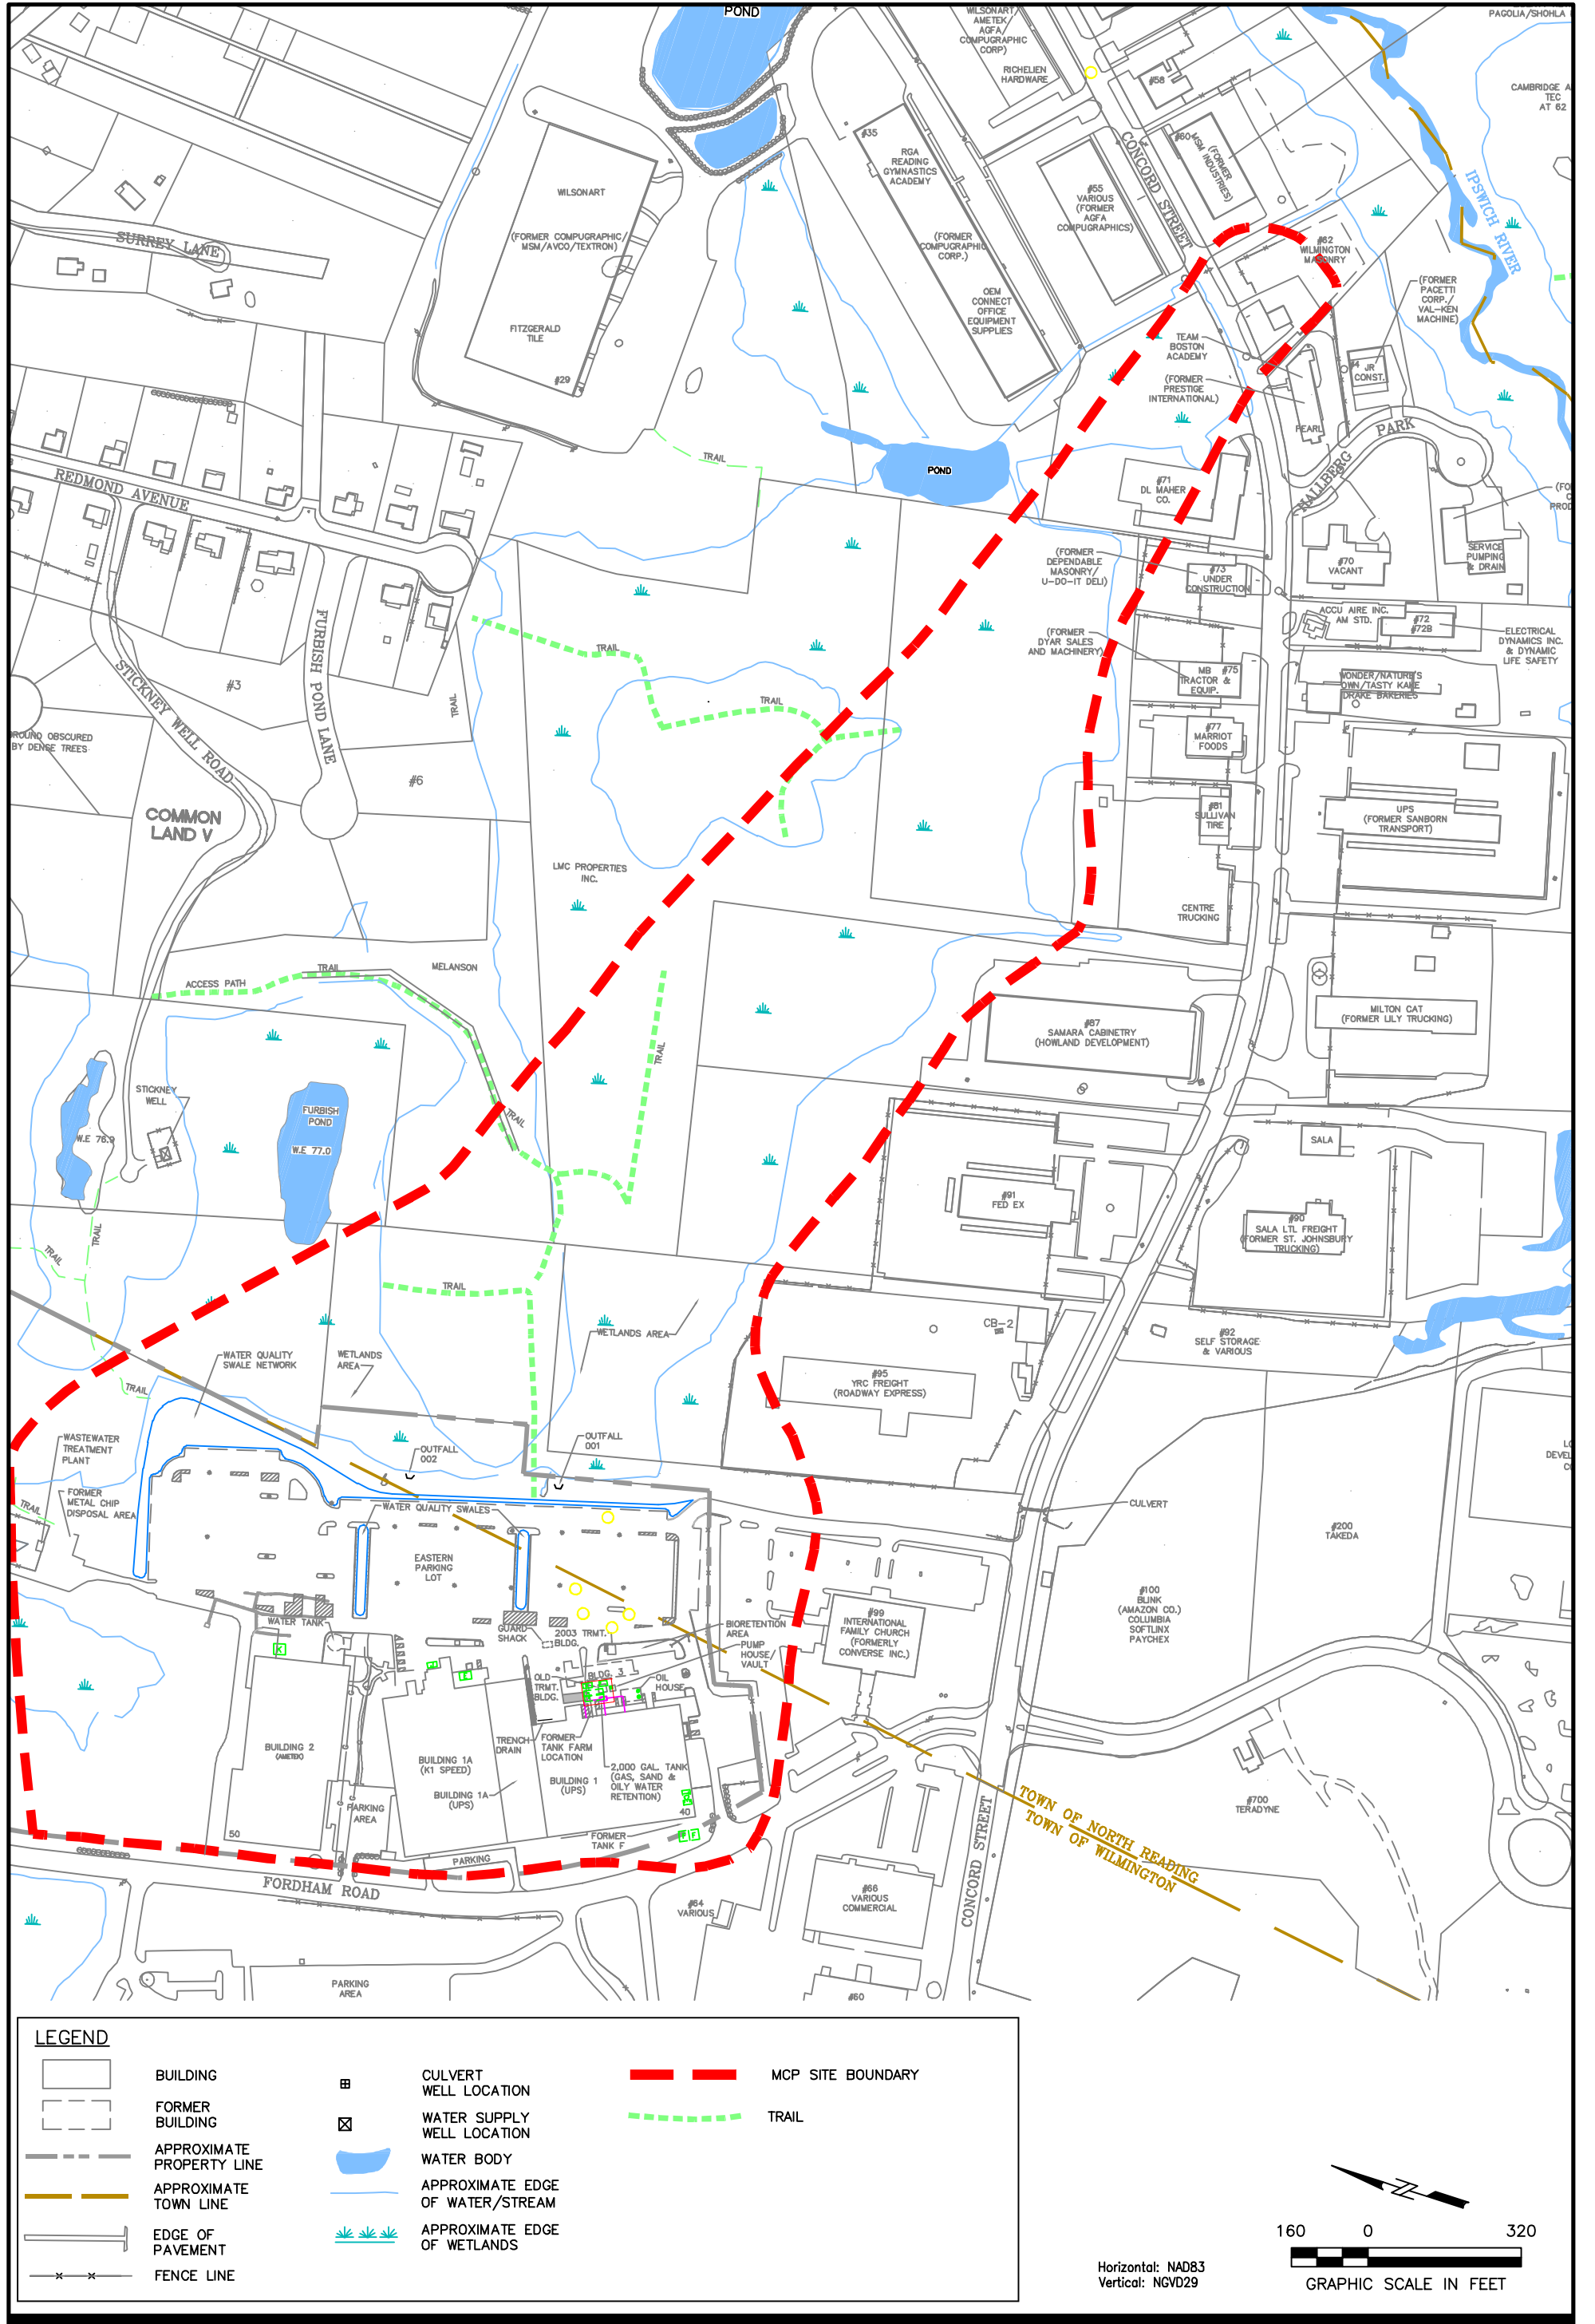 POND
WILSONART/
AMETEK/
AGFA/
COMPUGRAPHIC
CORP)
RICHELIEN
HARDWARE
PAGOLIA/SHOHLA
#58
CAMBRIDGE
TEC
AT 62
CONCORD STREET
#60
MSM
(FORMER
INDUSTRIES)
#35
RGA
READING
GYMNASTICS
ACADEMY
(FORMER
COMPUGRAPHIC
CORP.)
OEM
CONNECT
OFFICE
EQUIPMENT
SUPPLIES
#55
VARIOUS
(FORMER
AGFA
COMPUGRAPHICS)
IPSWICH RIVER
WILSONART
(FORMER COMPUGRAPHIC/
MSM/AVCO/TEXTRON)
FITZGERALD
TILE
#29
SURREY LANE
#62
WILMINGTON
MASONRY
(FORMER
PACETTI
CORP./
VAL-KEN
MACHINE)
TEAM
BOSTON
ACADEMY
(FORMER
PRESTIGE
INTERNATIONAL)
#4 JR
CONST.
PEARL
HALLBERG PARK
TRAIL
POND
#71
DL MAHER
CO.
REDMOND AVENUE
(FORMER
DEPENDABLE
MASONRY/
U-DO-IT DELI)
#73
UNDER
CONSTRUCTION
#70
VACANT
SERVICE
PUMPING
& DRAIN
ACCU AIRE INC.
AM STD.
#72
#72B
ELECTRICAL
DYNAMICS INC.
& DYNAMIC
LIFE SAFETY
(FORMER
DYAR SALES
AND MACHINERY)
MB #75
TRACTOR &
EQUIP.
WONDER/NATURE'S
OWN/TASTY KAKE
DRAKE BAKERIES
#77
MARRIOT
FOODS
#81
SULLIVAN
TIRE
UPS
(FORMER SANBORN
TRANSPORT)
CENTRE
TRUCKING
FURBISH POND LANE
STICKNEY WELL ROAD
#3
#6
TRAIL
TRAIL
TRAIL
ROUND OBSCURED
BY DENSE TREES
COMMON
LAND V
LMC PROPERTIES
INC.
ACCESS PATH
TRAIL
MELANSON
TRAIL
TRAIL
#87
SAMARA CABINETRY
(HOWLAND DEVELOPMENT)
MILTON CAT
(FORMER LILY TRUCKING)
STICKNEY
WELL
W.E 76.9
FURBISH
POND
W.E 77.0
SALA
#91
FED EX
#90
SALA LTL FREIGHT
(FORMER ST. JOHNSBURY
TRUCKING)
TRAIL
TRAIL
TRAIL
WETLANDS AREA
CB-2
#92
SELF STORAGE
& VARIOUS
WATER QUALITY
SWALE NETWORK
WETLANDS
AREA
TRAIL
#95
YRC FREIGHT
(ROADWAY EXPRESS)
WASTEWATER
TREATMENT
PLANT
OUTFALL
002
OUTFALL
001
FORMER
METAL CHIP
DISPOSAL AREA
TRAIL
WATER QUALITY SWALES
CULVERT
#200
TAKEDA
EASTERN
PARKING
LOT
#100
BLINK
(AMAZON CO.)
COLUMBIA
SOFTLINX
PAYCHEX
#99
INTERNATIONAL
FAMILY CHURCH
(FORMERLY
CONVERSE INC.)
WATER TANK
GUARD
SHACK
2003 TRMT.
BLDG.
BIORETENTION
AREA
PUMP
HOUSE/
VAULT
OLD
TRMT.
BLDG.
BLDG. 3
OIL
HOUSE
TRENCH
DRAIN
FORMER
TANK FARM
LOCATION
BUILDING 2
(AMETEK)
BUILDING 1A
(K1 SPEED)
BUILDING 1A
(UPS)
BUILDING 1
(UPS)
2,000 GAL. TANK
(GAS, SAND &
OILY WATER
RETENTION)
PARKING
AREA
50
40
FORMER
TANK F
PARKING
FORDHAM ROAD
#64
VARIOUS
#66
VARIOUS
COMMERCIAL
CONCORD STREET
#700
TERADYNE
TOWN OF NORTH READING
TOWN OF WILMINGTON
PARKING
AREA
#60
LEGEND
BUILDING
FORMER
BUILDING
APPROXIMATE
PROPERTY LINE
APPROXIMATE
TOWN LINE
EDGE OF
PAVEMENT
FENCE LINE
CULVERT
WELL LOCATION
WATER SUPPLY
WELL LOCATION
WATER BODY
APPROXIMATE EDGE
OF WATER/STREAM
APPROXIMATE EDGE
OF WETLANDS
MCP SITE BOUNDARY
TRAIL
Horizontal: NAD83
Vertical: NGVD29
160 0 320
GRAPHIC SCALE IN FEET